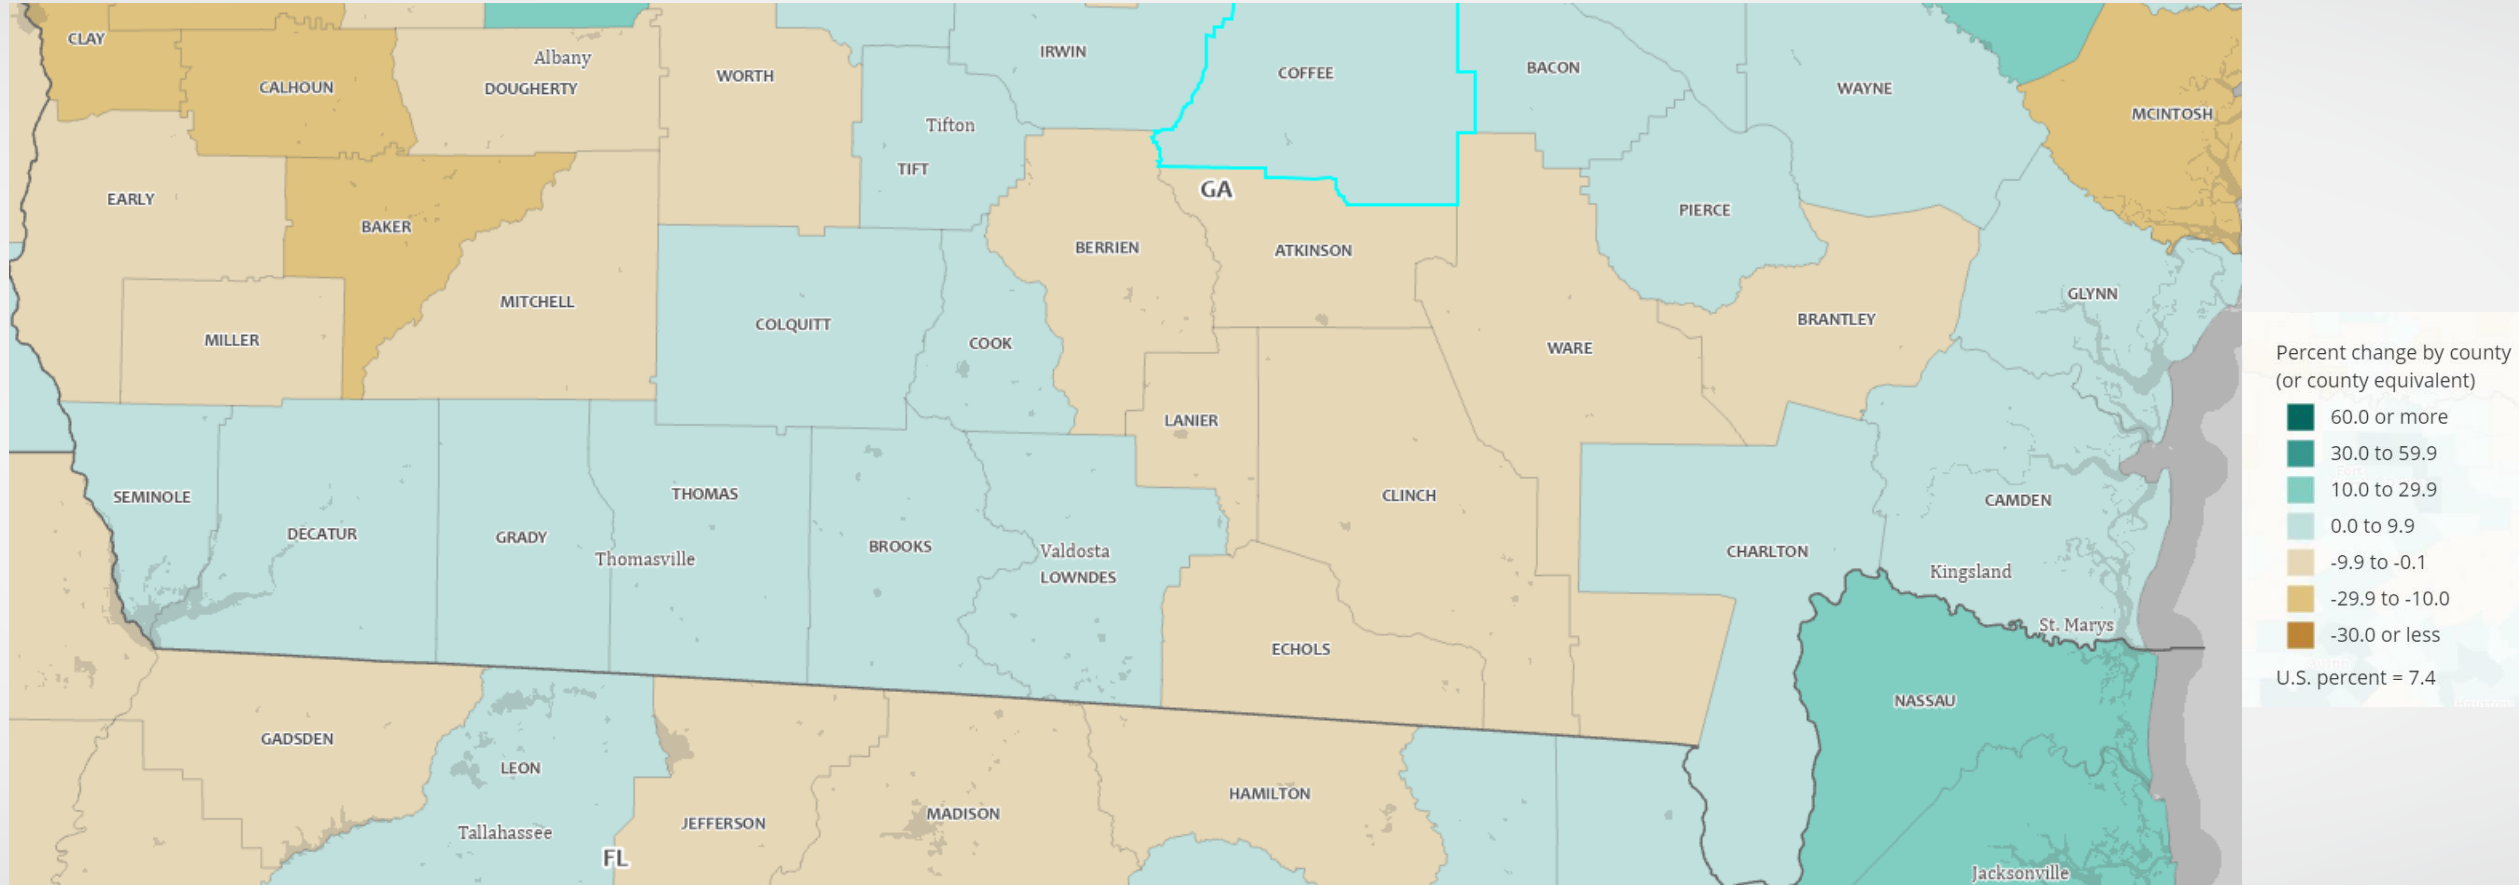 CLAY
Albany
CALHOUN
DOUGHERTY
WORTH
IRWIN
COFFEE
BACON
WAYNE
MCINTOSH
Tifton
TIFT
EARLY
BAKER
GA
BERRIEN
ATKINSON
PIERCE
MITCHELL
MILLER
COLQUITT
COOK
WARE
BRANTLEY
GLYNN
LANIER
SEMINOLE
DECATUR
GRADY
THOMAS
Thomasville
BROOKS
Valdosta
LOWNDES
CLINCH
CHARLTON
CAMDEN
Kingsland
St. Marys
ECHOLS
NASSAU
GADSDEN
LEON
Tallahassee
JEFFERSON
MADISON
HAMILTON
FL
Jacksonville
Percent change by county
(or county equivalent)
60.0 or more
30.0 to 59.9
10.0 to 29.9
0.0 to 9.9
-9.9 to -0.1
-29.9 to -10.0
-30.0 or less
U.S. percent = 7.4